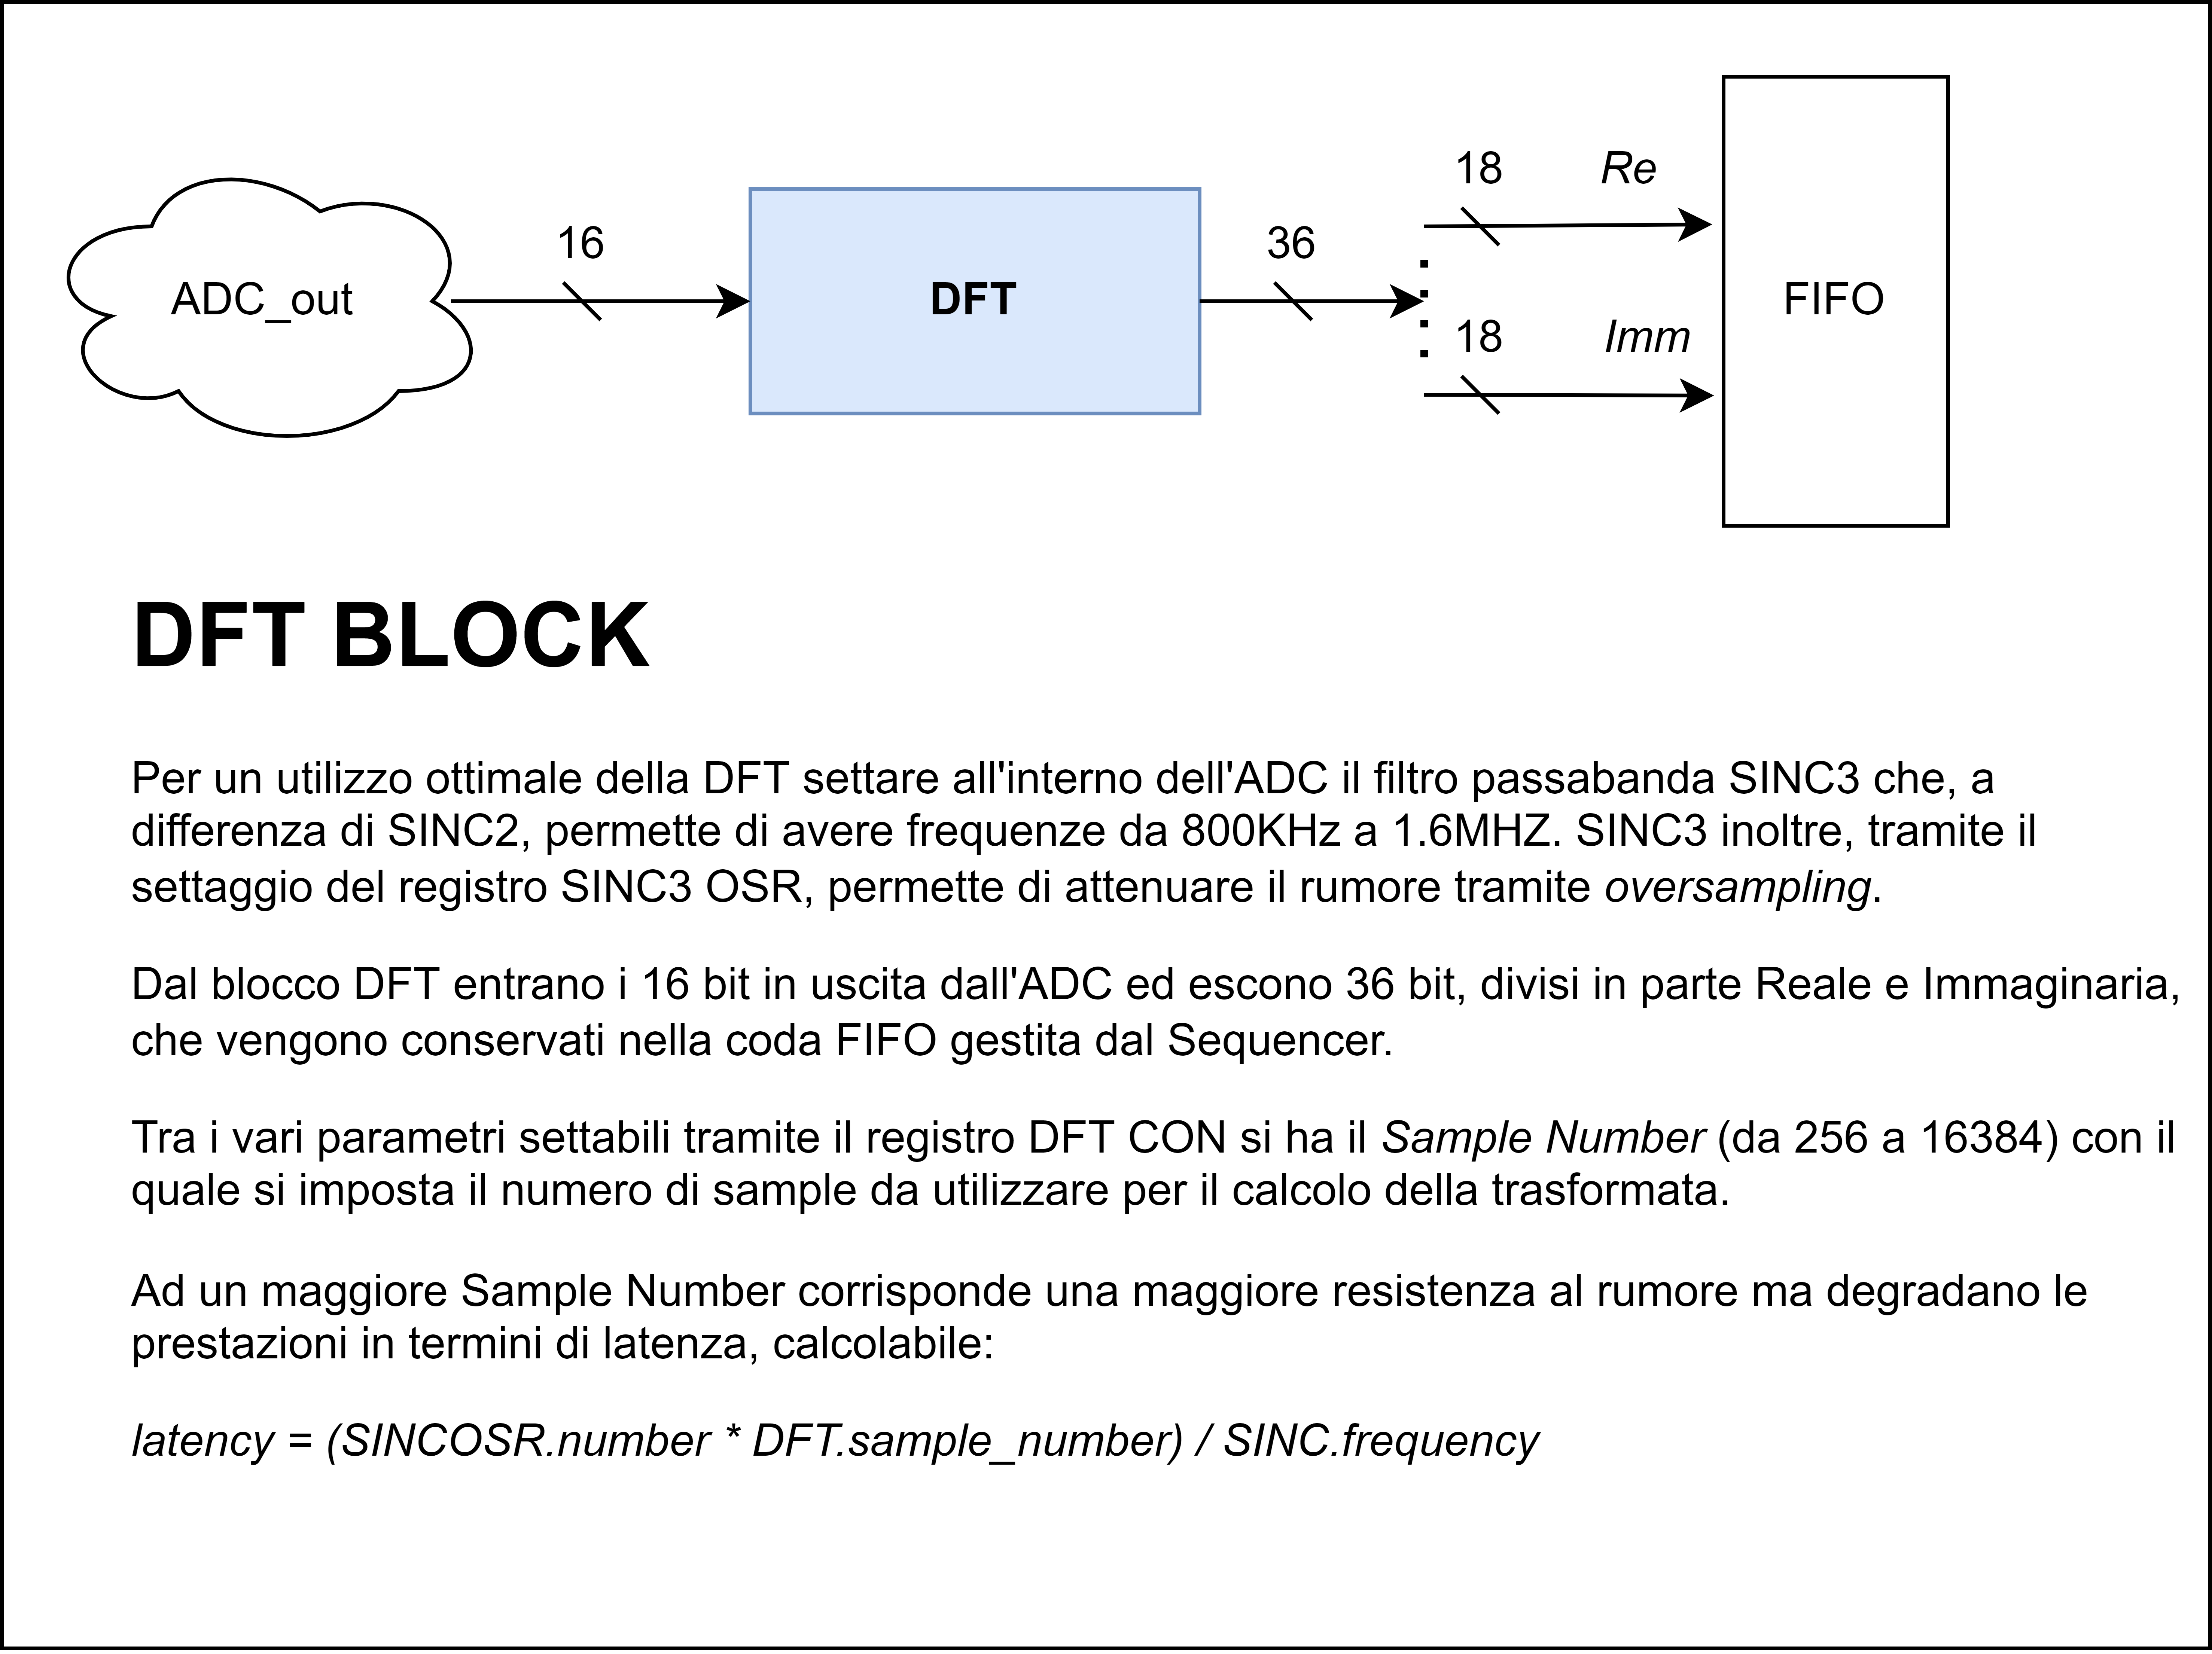 18 Re
16
36
ADC_out
DFT
FIFO
18 Imm
DFT BLOCK
Per un utilizzo ottimale della DFT settare all'interno dell'ADC il filtro passabanda SINC3 che, a
differenza di SINC2, permette di avere frequenze da 800KHz a 1.6MHZ. SINC3 inoltre, tramite il
settaggio del registro SINC3 OSR, permette di attenuare il rumore tramite oversampling.
Dal blocco DFT entrano i 16 bit in uscita dall'ADC ed escono 36 bit, divisi in parte Reale e Immaginaria,
che vengono conservati nella coda FIFO gestita dal Sequencer.
Tra i vari parametri settabili tramite il registro DFT CON si ha il Sample Number (da 256 a 16384) con il
quale si imposta il numero di sample da utilizzare per il calcolo della trasformata.
Ad un maggiore Sample Number corrisponde una maggiore resistenza al rumore ma degradano le
prestazioni in termini di latenza, calcolabile:
latency = (SINCOSR.number * DFT.sample_number) / SINC.frequency